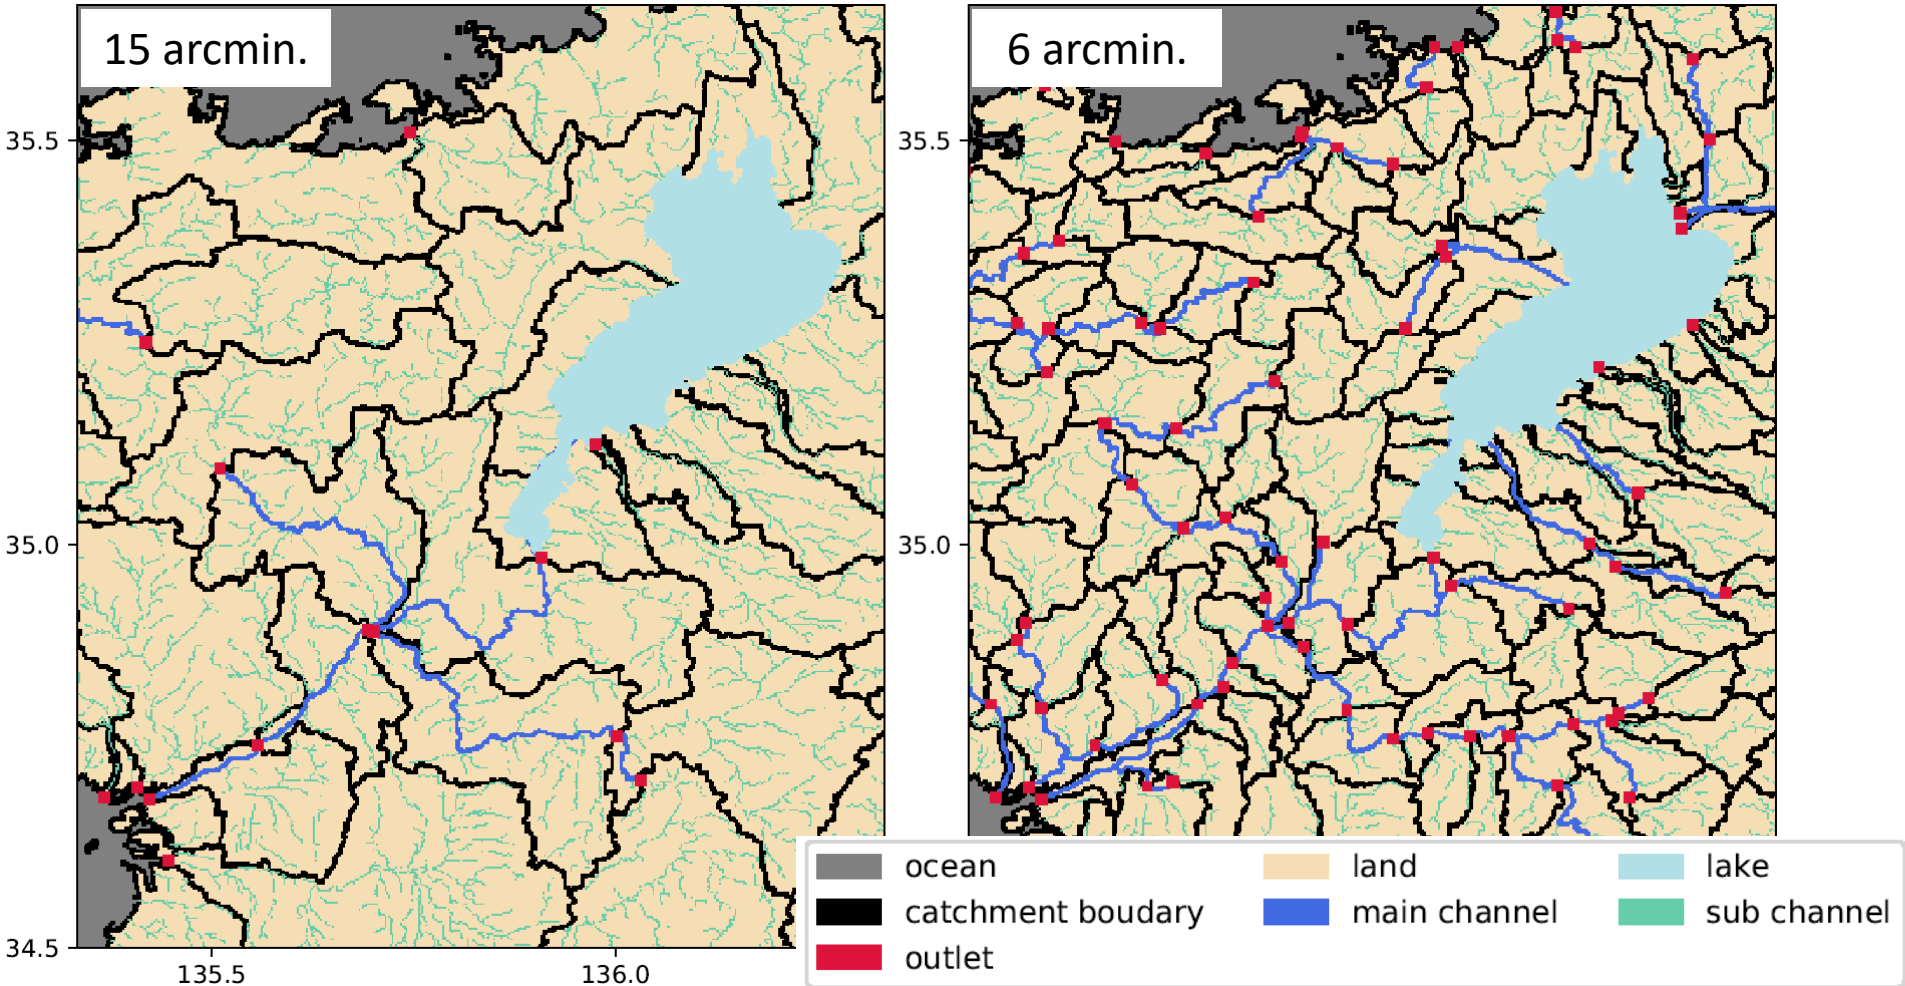 15 arcmin.
6 arcmin.
35.5
35.0
34.5
135.5
136.0
35.5
35.0
ocean
land
lake
catchment boudary
main channel
sub channel
outlet